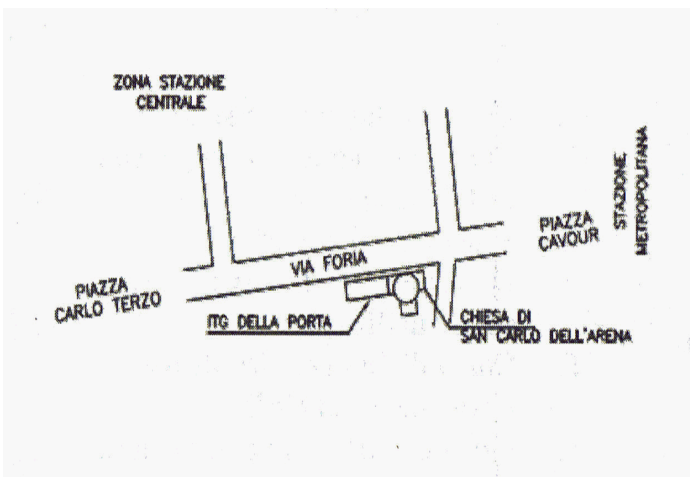 ZONA STAZIONE
CENTRALE
STAZIONE
METROPOLITANA
PIAZZA
CAVOUR
VIA FORIA
PIAZZA
CARLO TERZO
ITG DELLA PORTA
CHIESA DI
SAN CARLO DELL'ARENA